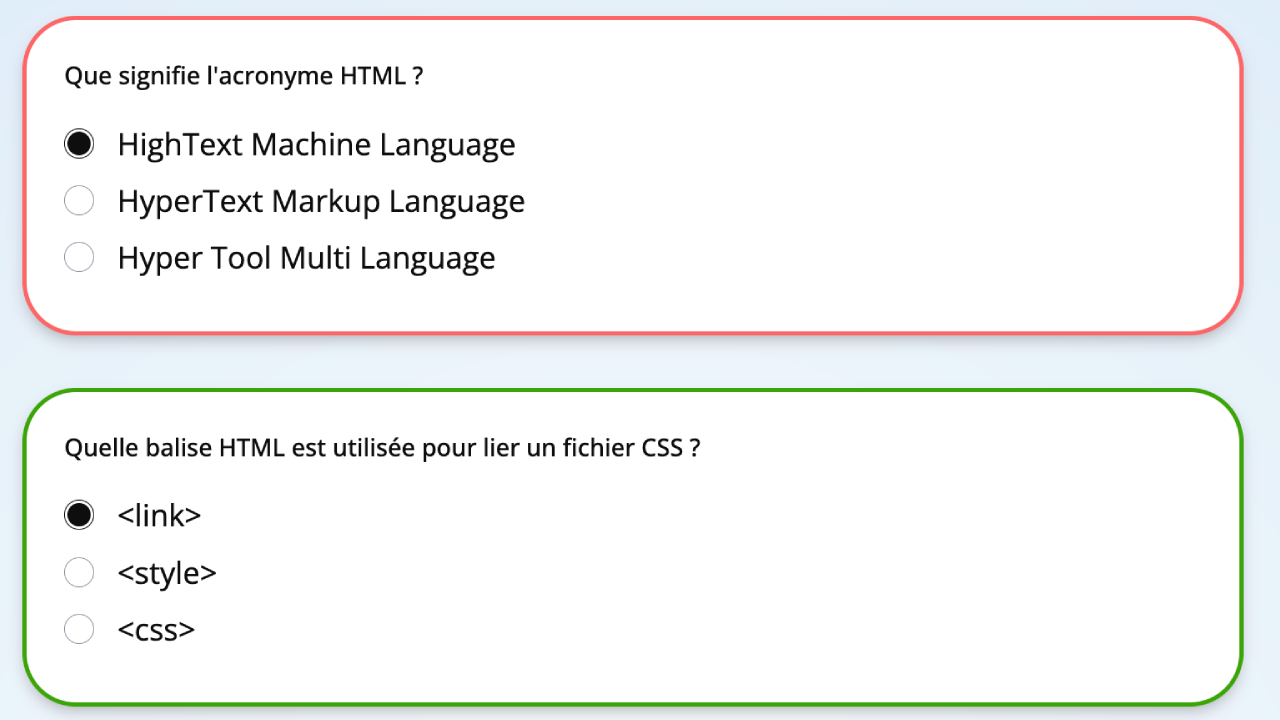 Que signifie l'acronyme HTML ?
HighText Machine Language
HyperText Markup Language
Hyper Tool Multi Language
Quelle balise HTML est utilisée pour lier un fichier CSS ?
<link>
<style>
<css>